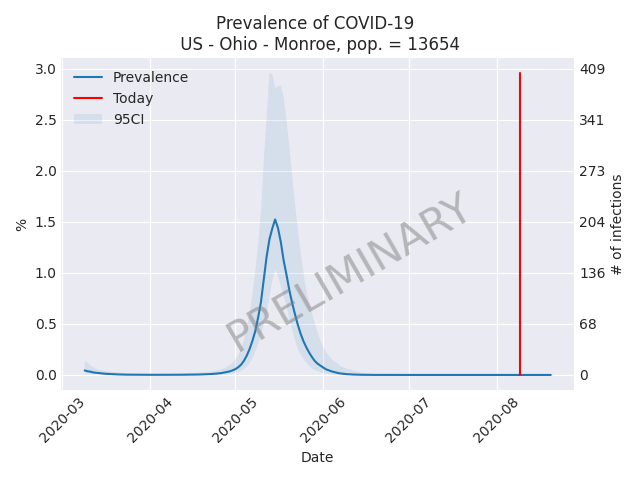 Prevalence of COVID-19
US - Ohio - Monroe, pop. = 13654
Prevalence
Today
95CI
PRELIMINARY
%
3.0
2.5
2.0
1.5
1.0
0.5
0.0
409
341
273
204
136
68
0
# of infections
2020-03
2020-04
2020-05
2020-06
2020-07
2020-08
Date